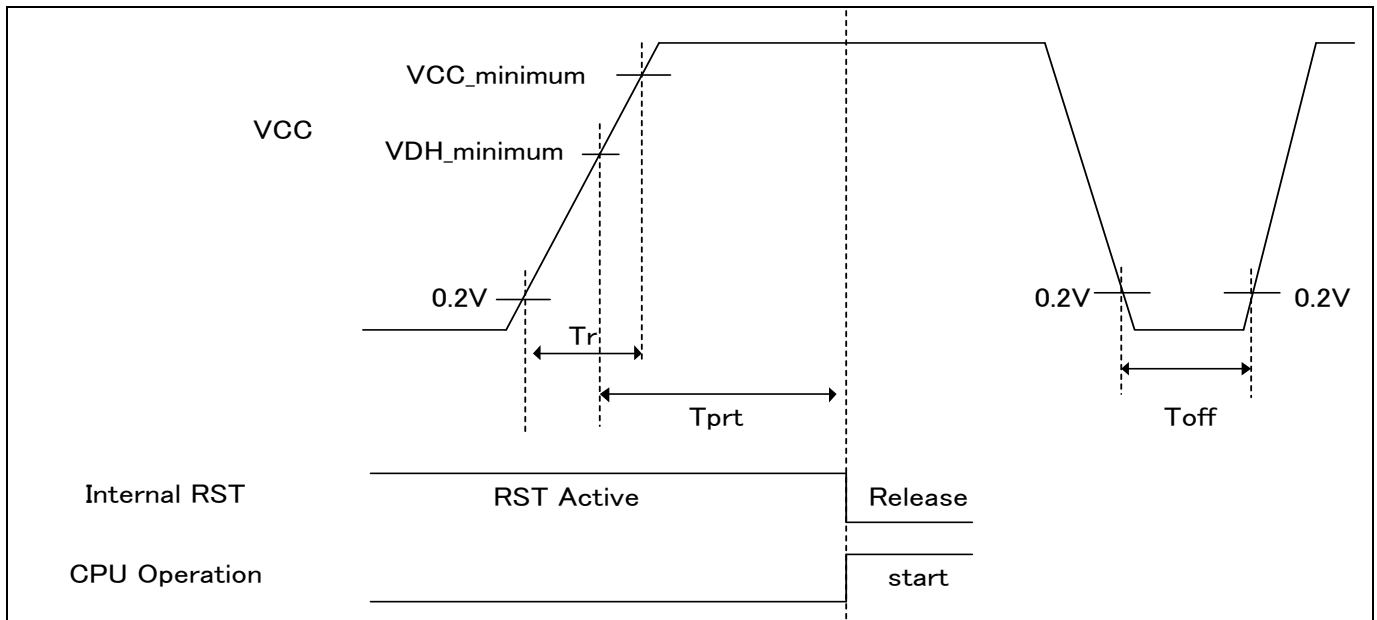 VCC_minimum
VCC
VDH_minimum
0.2V
0.2V
0.2V
Tr
Tprt
Toff
Internal RST
RST Active
Release
CPU Operation
start